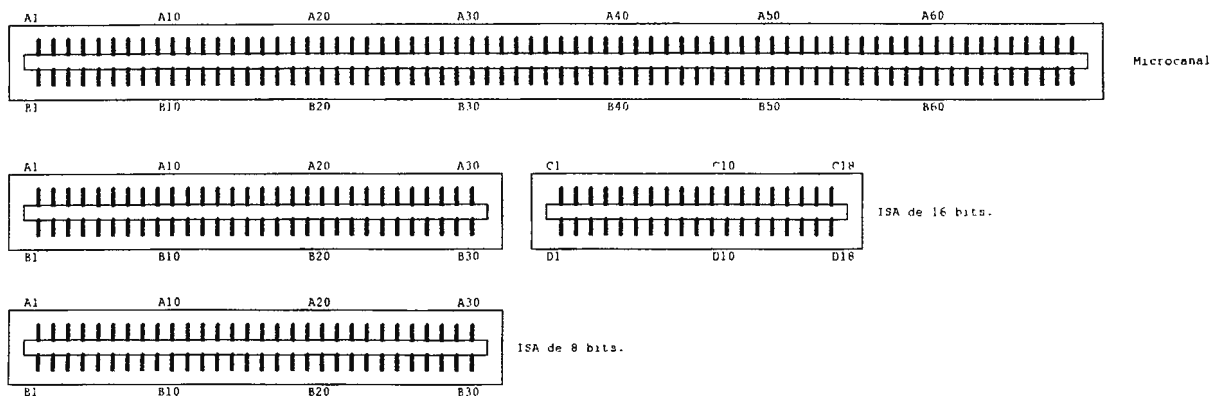 A1 A10 A20 A30 A40 A50 A60
Microcanal
B1 B10 B20 B30 B40 B50 B60
A1 A10 A20 A30 C1 C10 C18
ISA de 16 bits.
B1 B10 B20 B30 D1 D10 D18
A1 A10 A20 A30
ISA de 8 bits.
B1 B10 B20 B30